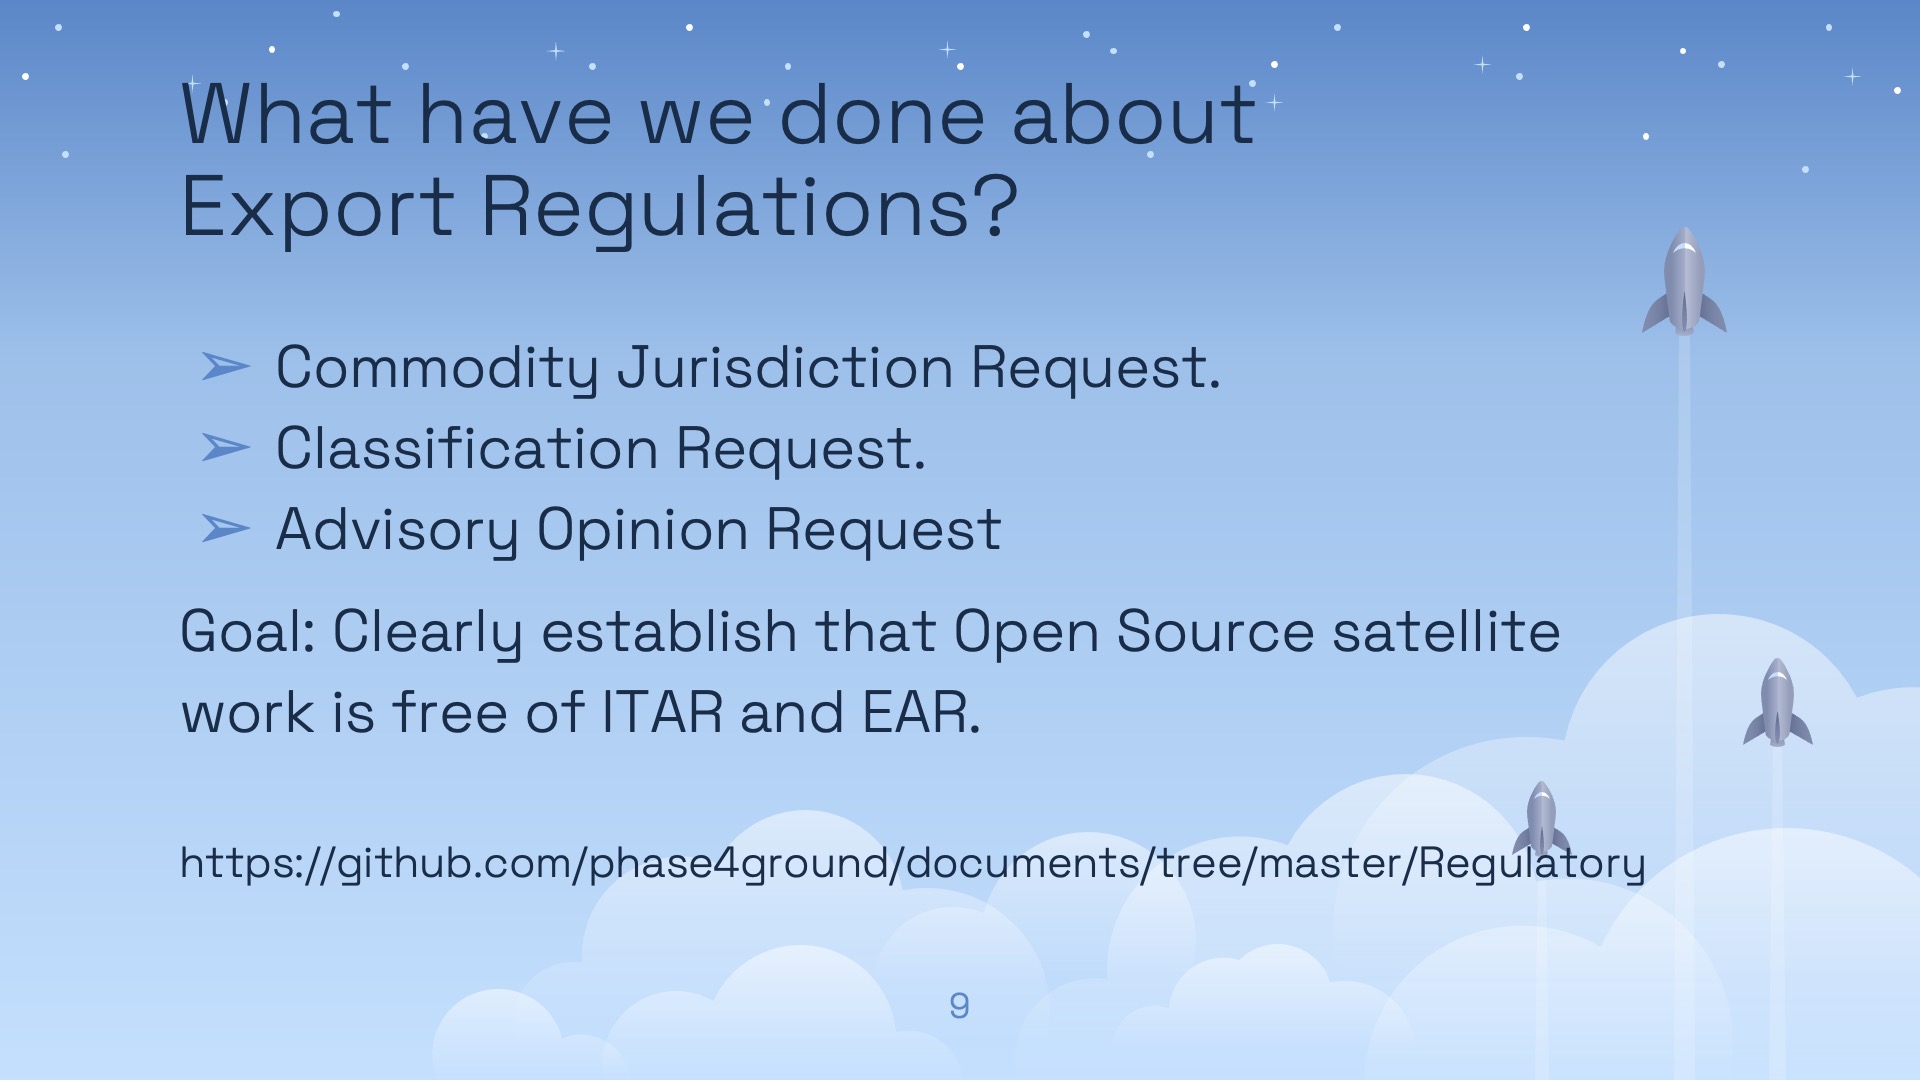 What have we done about
Export Regulations?
➢ Commodity Jurisdiction Request.
➢ Classification Request.
➢ Advisory Opinion Request
Goal: Clearly establish that Open Source satellite
work is free of ITAR and EAR.
https://github.com/phase4ground/documents/tree/master/Regulatory
9